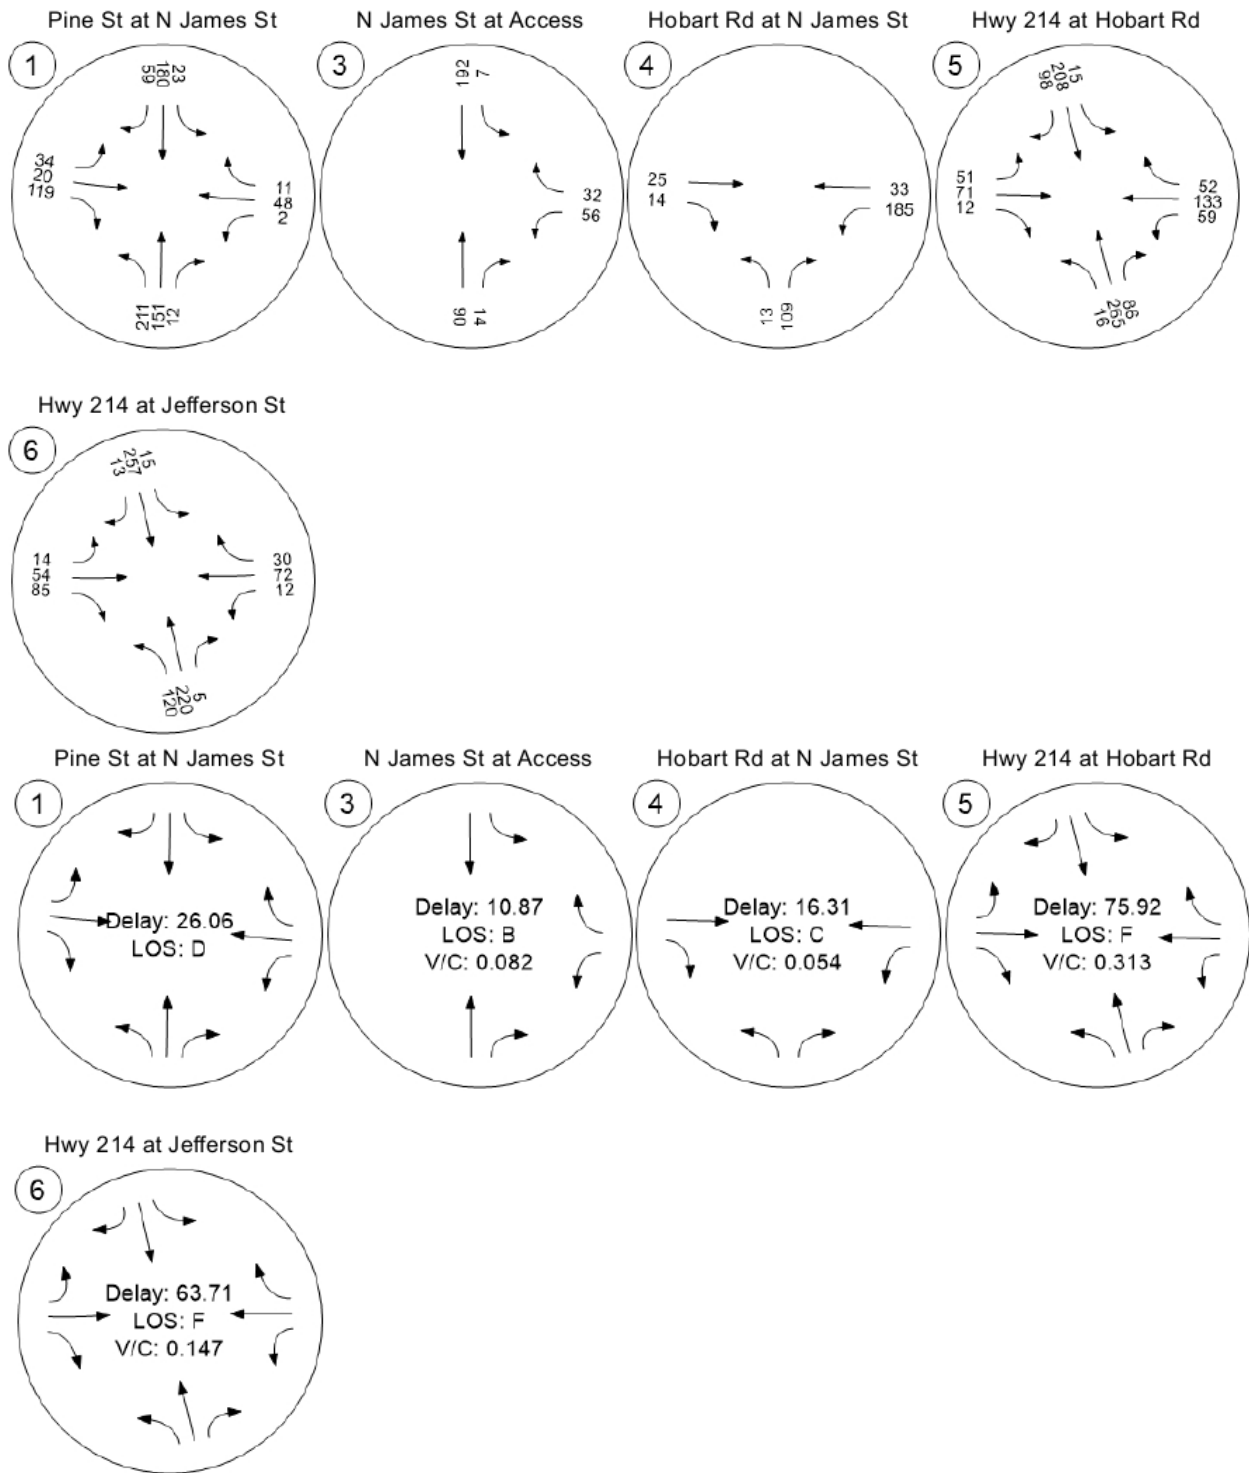 Pine St at N James St
N James St at Access
Hobart Rd at N James St
Hwy 214 at Hobart Rd
1
59
180
23
34
20
119
11
48
2
211
151
12
3
192
7
32
56
90
14
4
25
14
33
185
13
109
5
98
208
15
51
71
12
52
133
59
16
265
86
Hwy 214 at Jefferson St
6
13
257
15
14
54
85
30
72
12
120
220
5
Pine St at N James St
N James St at Access
Hobart Rd at N James St
Hwy 214 at Hobart Rd
1
Delay: 26.06
LOS: D
3
Delay: 10.87
LOS: B
V/C: 0.082
4
Delay: 16.31
LOS: C
V/C: 0.054
5
Delay: 75.92
LOS: F
V/C: 0.313
Hwy 214 at Jefferson St
6
Delay: 63.71
LOS: F
V/C: 0.147